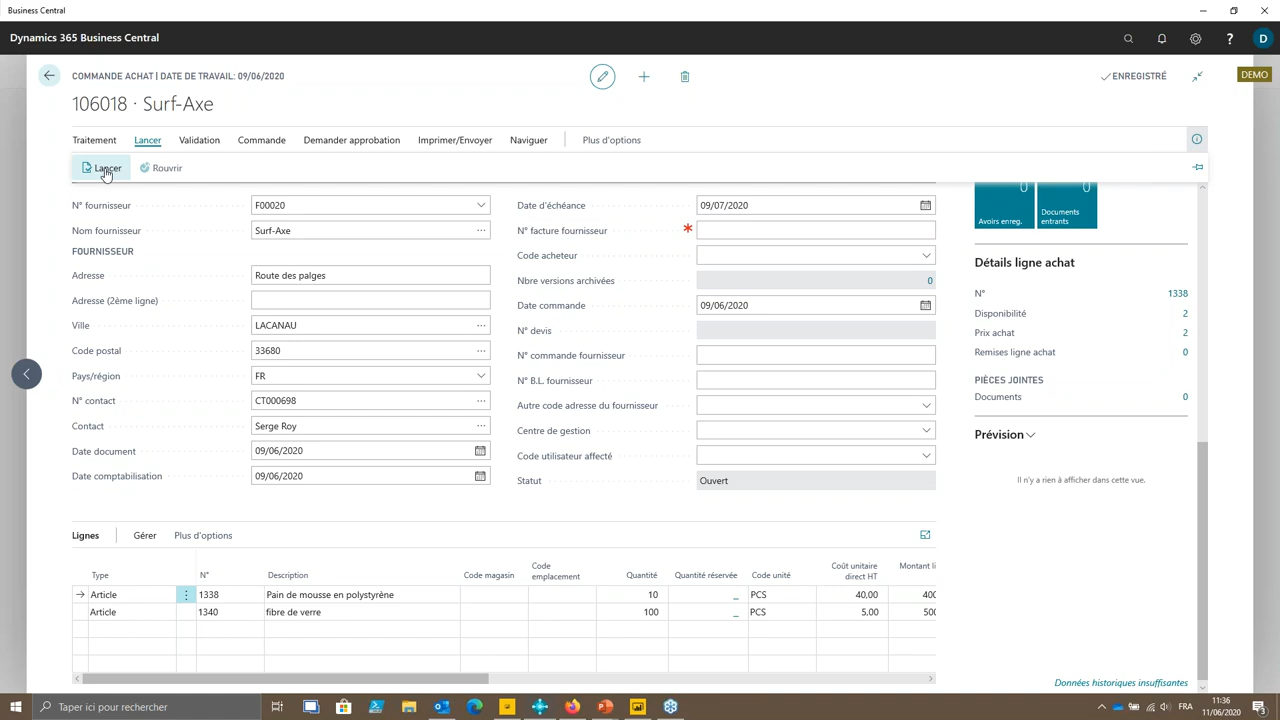 Business Central
Dynamics 365 Business Central
? D
COMMANDE ACHAT | DATE DE TRAVAIL: 09/06/2020
ENREGISTRÉ
DEMO
106018 · Surf-Axe
Traitement Lancer Validation Commande Demander approbation Imprimer/Envoyer Naviguer Plus d'options
Lancer Rouvrir
N° fournisseur F00020
Nom fournisseur Surf-Axe
FOURNISSEUR
Adresse Route des palges
Adresse (2ème ligne)
Ville LACANAU
Code postal 33680
Pays/région FR
N° contact CT000698
Contact Serge Roy
Date document 09/06/2020
Date comptabilisation 09/06/2020
Date d'échéance 09/07/2020
N° facture fournisseur *
Code acheteur
Nbre versions archivées 0
Date commande 09/06/2020
N° devis
N° commande fournisseur
N° B.L. fournisseur
Autre code adresse du fournisseur
Centre de gestion
Code utilisateur affecté
Statut Ouvert
0 0
Avoirs enreg.
Documents
entrants
Détails ligne achat
N° 1338
Disponibilité 2
Prix achat 2
Remises ligne achat 0
PIÈCES JOINTES
Documents 0
Prévision
Il n'y a rien à afficher dans cette vue.
Données historiques insuffisantes
Lignes Gérer Plus d'options
Type N° Description Code magasin Code emplacement Quantité Quantité réservée Code unité Coût unitaire direct HT Montant li
Article 1338 Pain de mousse en polystyrène 10 _ PCS 40,00 400
Article 1340 fibre de verre 100 _ PCS 5,00 500
Taper ici pour rechercher
FRA
11:36
11/06/2020
3